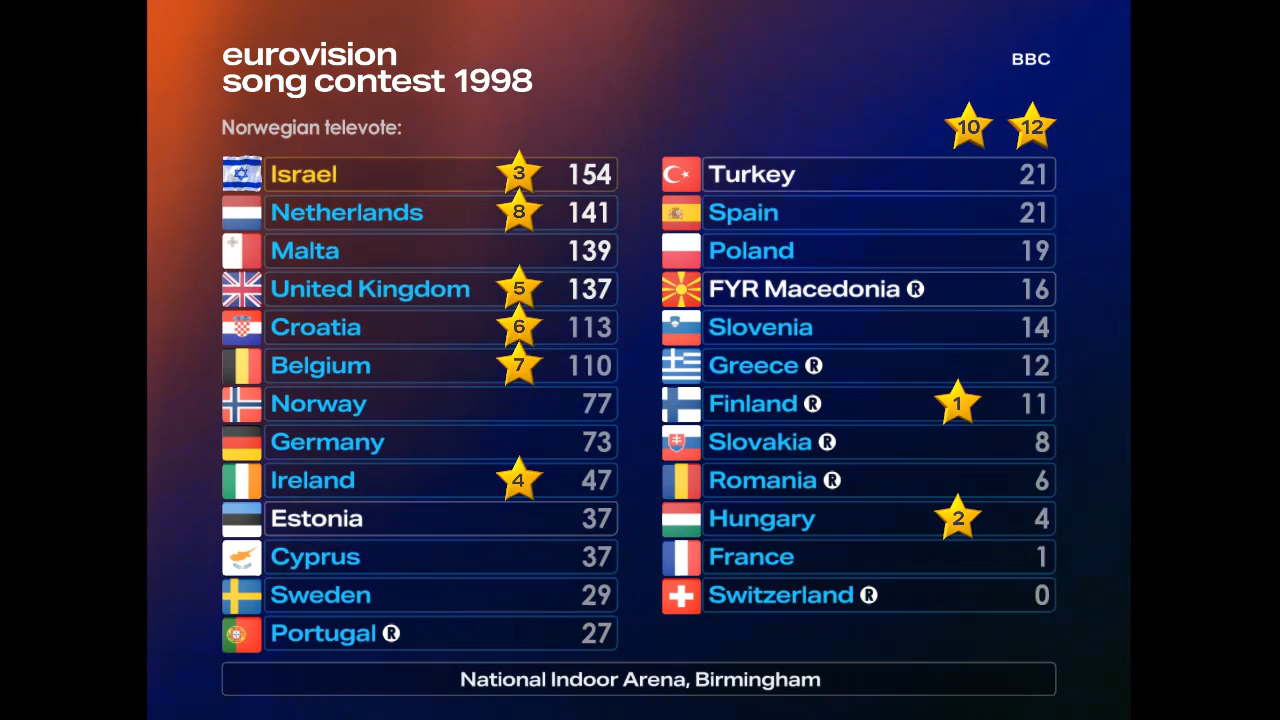 eurovision
song contest 1998
BBC
Norwegian televote:
10 12
Israel 3 154
Netherlands 8 141
Malta 139
United Kingdom 5 137
Croatia 6 113
Belgium 7 110
Norway 77
Germany 73
Ireland 4 47
Estonia 37
Cyprus 37
Sweden 29
Portugal R 27
Turkey 21
Spain 21
Poland 19
FYR Macedonia R 16
Slovenia 14
Greece R 12
Finland R 1 11
Slovakia R 8
Romania R 6
Hungary 2 4
France 1
Switzerland R 0
National Indoor Arena, Birmingham